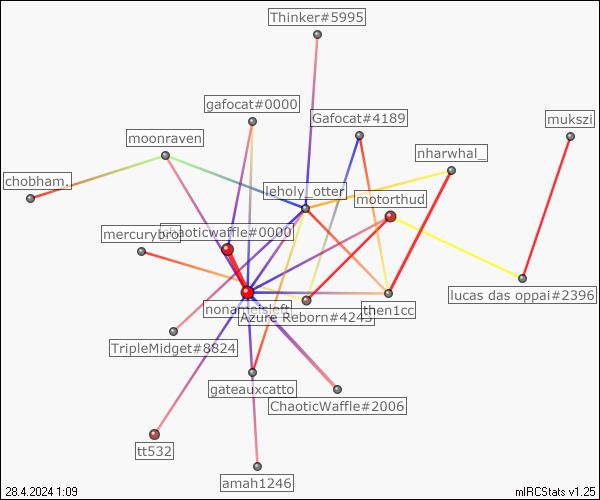 Thinker#5995
gafocat#0000
Gafocat#4189
mukszi
moonraven
nharwhal_
chobham.
leholy_otter
motorthud
chaoticwaffle#0000
mercurybro
lucas das oppai#2396
nonameisleft
Azure Reborn#4243
then1cc
TripleMidget#8824
gateauxcatto
ChaoticWaffle#2006
tt532
amah1246
28.4.2024 1:09
mIRCStats v1.25